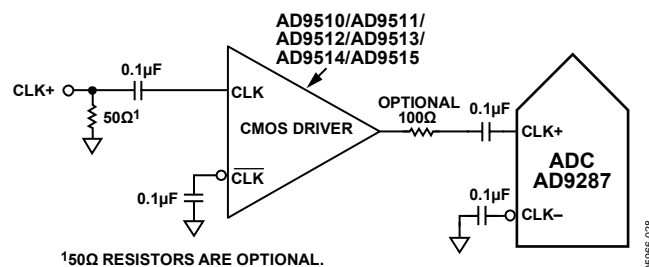 AD9510/AD9511/
AD9512/AD9513/
AD9514/AD9515
CLK+
50Ω¹
0.1µF
CLK
CMOS DRIVER
CLK
0.1µF
OPTIONAL
100Ω
0.1µF
CLK+
ADC
AD9287
0.1µF
CLK–
¹50Ω RESISTORS ARE OPTIONAL.